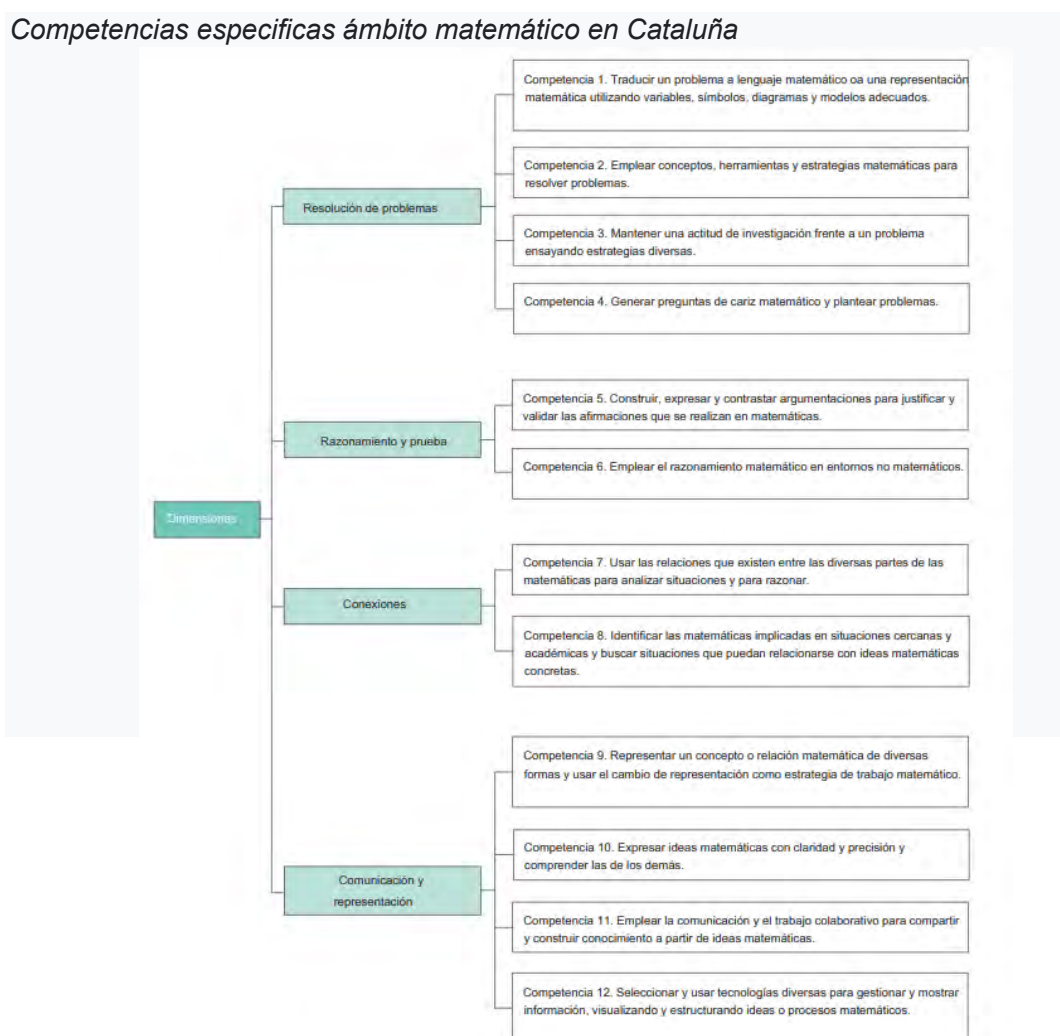 Competencias especificas ámbito matemático en Cataluña
Competencia 1. Traducir un problema a lenguaje matemático oa una representación
matemática utilizando variables, símbolos, diagramas y modelos adecuados.
Competencia 2. Emplear conceptos, herramientas y estrategias matemáticas para
resolver problemas.
Resolución de problemas
Competencia 3. Mantener una actitud de investigación frente a un problema
ensayando estrategias diversas.
Competencia 4. Generar preguntas de cariz matemático y plantear problemas.
Competencia 5. Construir, expresar y contrastar argumentaciones para justificar y
validar las afirmaciones que se realizan en matemáticas.
Razonamiento y prueba
Competencia 6. Emplear el razonamiento matemático en entornos no matemáticos.
Dimensiones
Competencia 7. Usar las relaciones que existen entre las diversas partes de las
matemáticas para analizar situaciones y para razonar.
Conexiones
Competencia 8. Identificar las matemáticas implicadas en situaciones cercanas y
académicas y buscar situaciones que puedan relacionarse con ideas matemáticas
concretas.
Competencia 9. Representar un concepto o relación matemática de diversas
formas y usar el cambio de representación como estrategia de trabajo matemático.
Competencia 10. Expresar ideas matemáticas con claridad y precisión y
comprender las de los demás.
Comunicación y
representación
Competencia 11. Emplear la comunicación y el trabajo colaborativo para compartir
y construir conocimiento a partir de ideas matemáticas.
Competencia 12. Seleccionar y usar tecnologías diversas para gestionar y mostrar
información, visualizando y estructurando ideas o procesos matemáticos.